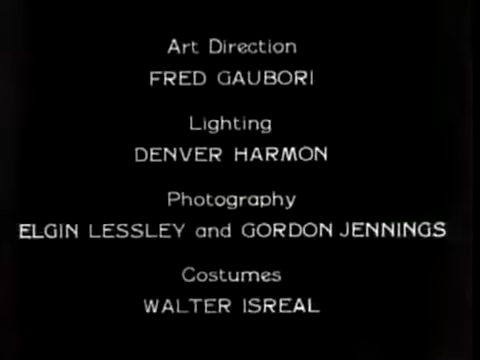 Art Direction
FRED GAUBORI
Lighting
DENVER HARMON
Photography
ELGIN LESSLEY and GORDON JENNINGS
Costumes
WALTER ISREAL